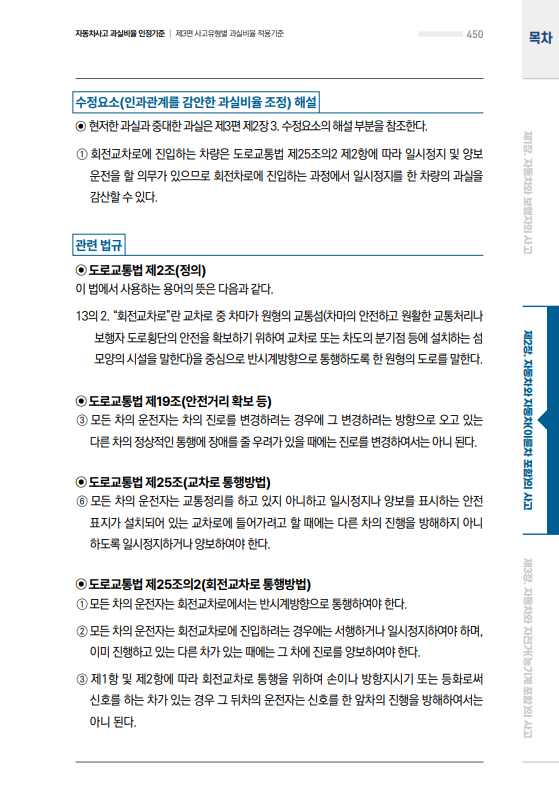 자동차사고 과실비율 인정기준 | 제3편 사고유형별 과실비율 적용기준
450
목차
수정요소(인과관계를 감안한 과실비율 조정) 해설
◉ 현저한 과실과 중대한 과실은 제3편 제2장 3. 수정요소의 해설 부분을 참조한다.
① 회전교차로에 진입하는 차량은 도로교통법 제25조의2 제2항에 따라 일시정지 및 양보
운전을 할 의무가 있으므로 회전차로에 진입하는 과정에서 일시정지를 한 차량의 과실을
감산할 수 있다.
관련 법규
◉ 도로교통법 제2조(정의)
이 법에서 사용하는 용어의 뜻은 다음과 같다.
13의 2. “회전교차로”란 교차로 중 차마가 원형의 교통섬(차마의 안전하고 원활한 교통처리나
보행자 도로횡단의 안전을 확보하기 위하여 교차로 또는 차도의 분기점 등에 설치하는 섬
모양의 시설을 말한다)을 중심으로 반시계방향으로 통행하도록 한 원형의 도로를 말한다.
◉ 도로교통법 제19조(안전거리 확보 등)
③ 모든 차의 운전자는 차의 진로를 변경하려는 경우에 그 변경하려는 방향으로 오고 있는
다른 차의 정상적인 통행에 장애를 줄 우려가 있을 때에는 진로를 변경하여서는 아니 된다.
◉ 도로교통법 제25조(교차로 통행방법)
⑥ 모든 차의 운전자는 교통정리를 하고 있지 아니하고 일시정지나 양보를 표시하는 안전
표지가 설치되어 있는 교차로에 들어가려고 할 때에는 다른 차의 진행을 방해하지 아니
하도록 일시정지하거나 양보하여야 한다.
◉ 도로교통법 제25조의2(회전교차로 통행방법)
① 모든 차의 운전자는 회전교차로에서는 반시계방향으로 통행하여야 한다.
② 모든 차의 운전자는 회전교차로에 진입하려는 경우에는 서행하거나 일시정지하여야 하며,
이미 진행하고 있는 다른 차가 있는 때에는 그 차에 진로를 양보하여야 한다.
③ 제1항 및 제2항에 따라 회전교차로 통행을 위하여 손이나 방향지시기 또는 등화로써
신호를 하는 차가 있는 경우 그 뒤차의 운전자는 신호를 한 앞차의 진행을 방해하여서는
아니 된다.
제1장. 자동차와 보행자의 사고
제2장. 자동차와 자동차(이륜차 포함)의 사고
제3장. 자동차와 자전거(농기계 포함)의 사고